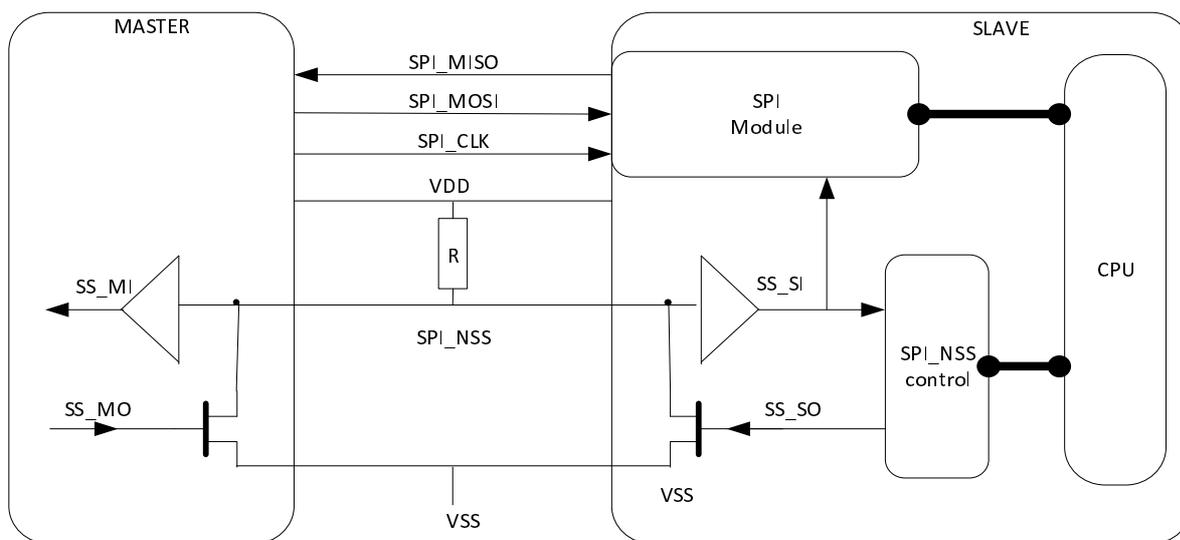 MASTER
SLAVE
SPI_MISO
SPI_MOSI
SPI_CLK
VDD
R
SPI
Module
CPU
SS_MI
SS_SI
SPI_NSS
SPI_NSS
control
SS_MO
SS_SO
VSS
VSS